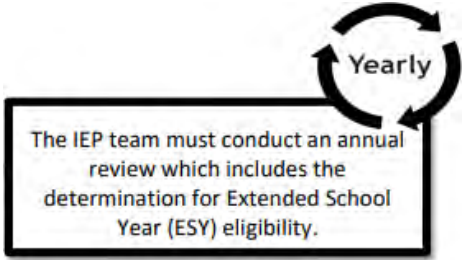 Yearly
The IEP team must conduct an annual
review which includes the
determination for Extended School
Year (ESY) eligibility.